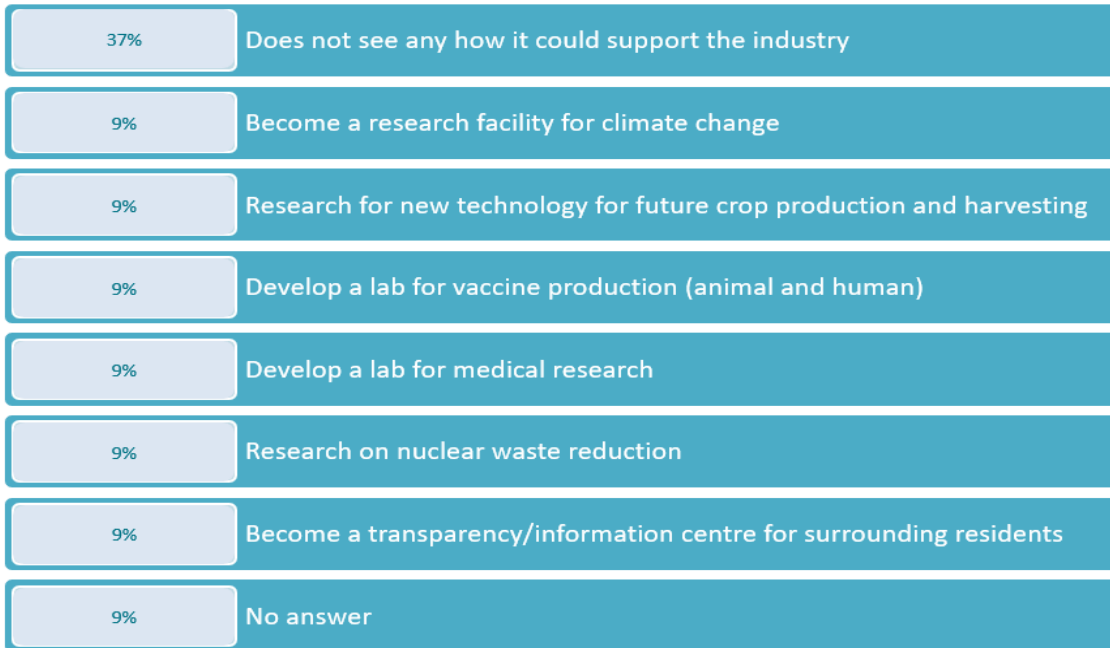 37% Does not see any how it could support the industry
9% Become a research facility for climate change
9% Research for new technology for future crop production and harvesting
9% Develop a lab for vaccine production (animal and human)
9% Develop a lab for medical research
9% Research on nuclear waste reduction
9% Become a transparency/information centre for surrounding residents
9% No answer